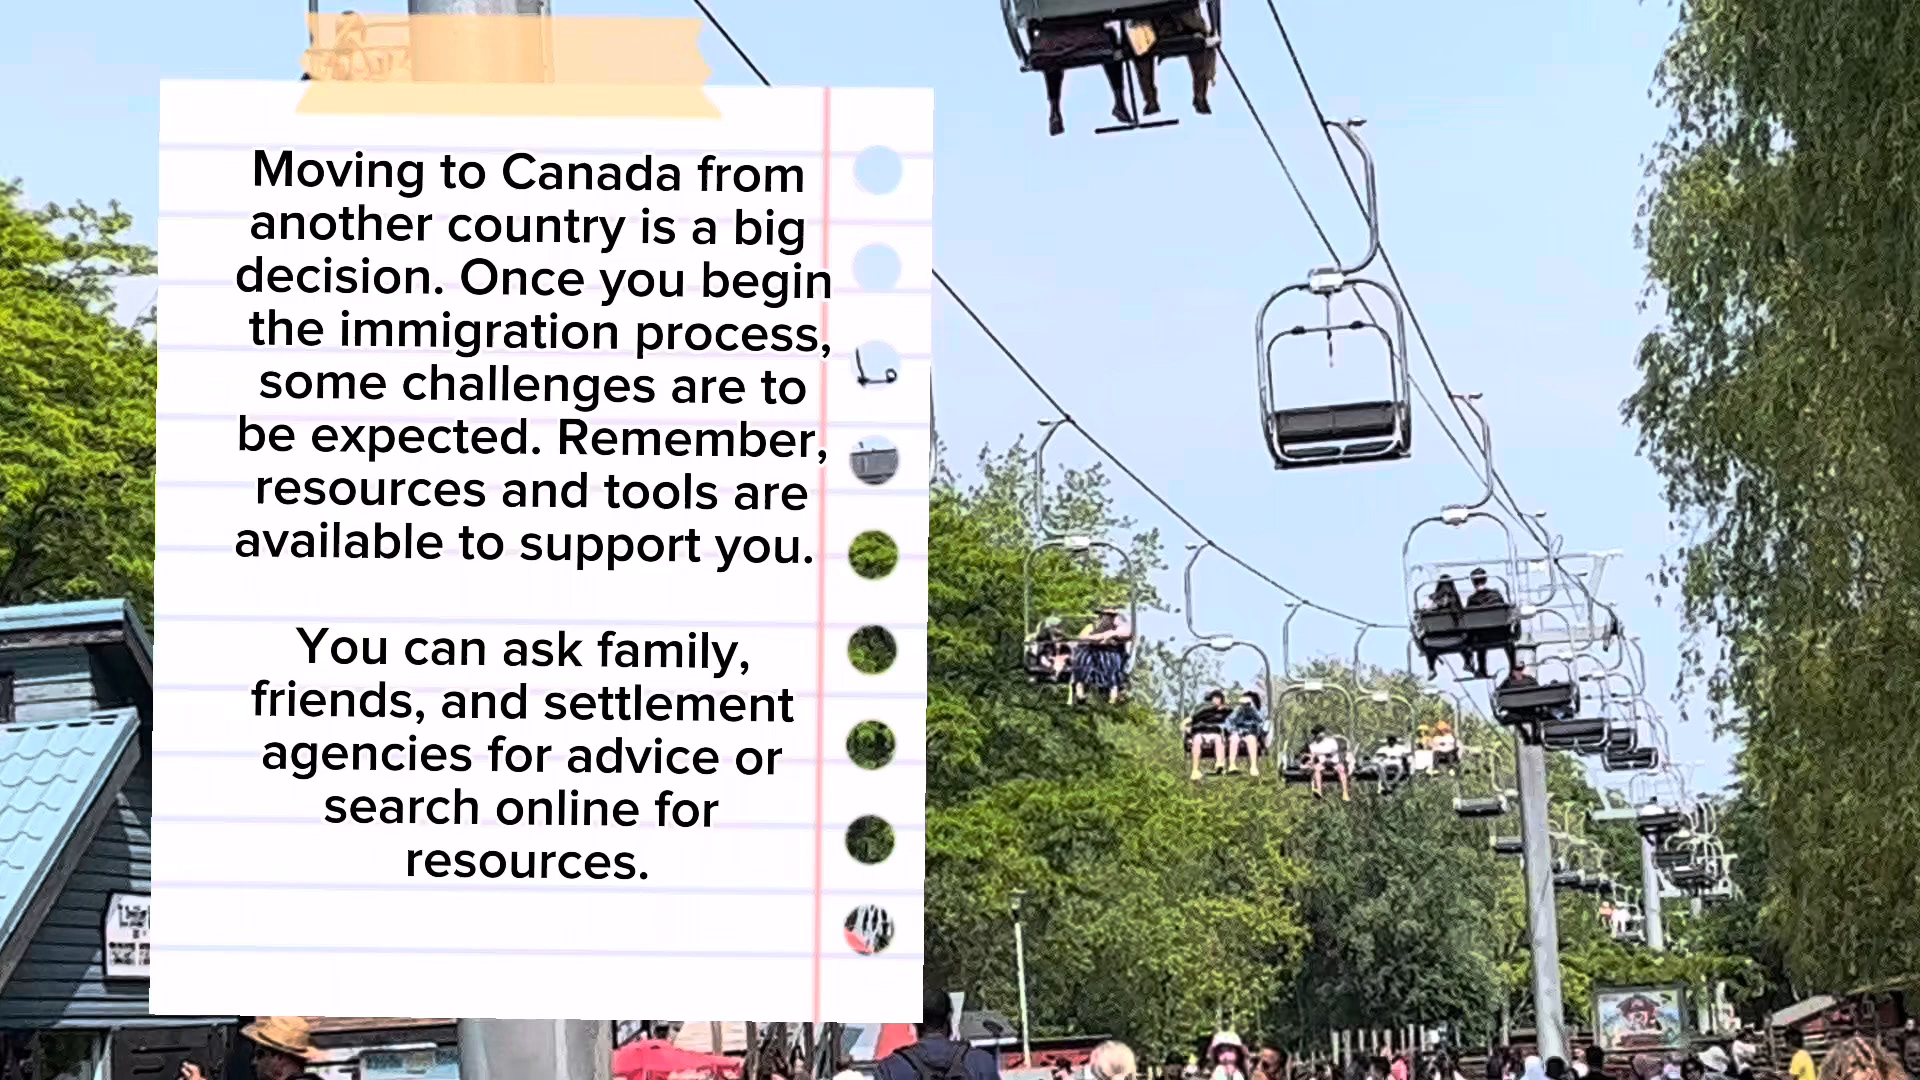 Moving to Canada from
another country is a big
decision. Once you begin
the immigration process,
some challenges are to
be expected. Remember,
resources and tools are
available to support you.
You can ask family,
friends, and settlement
agencies for advice or
search online for
resources.